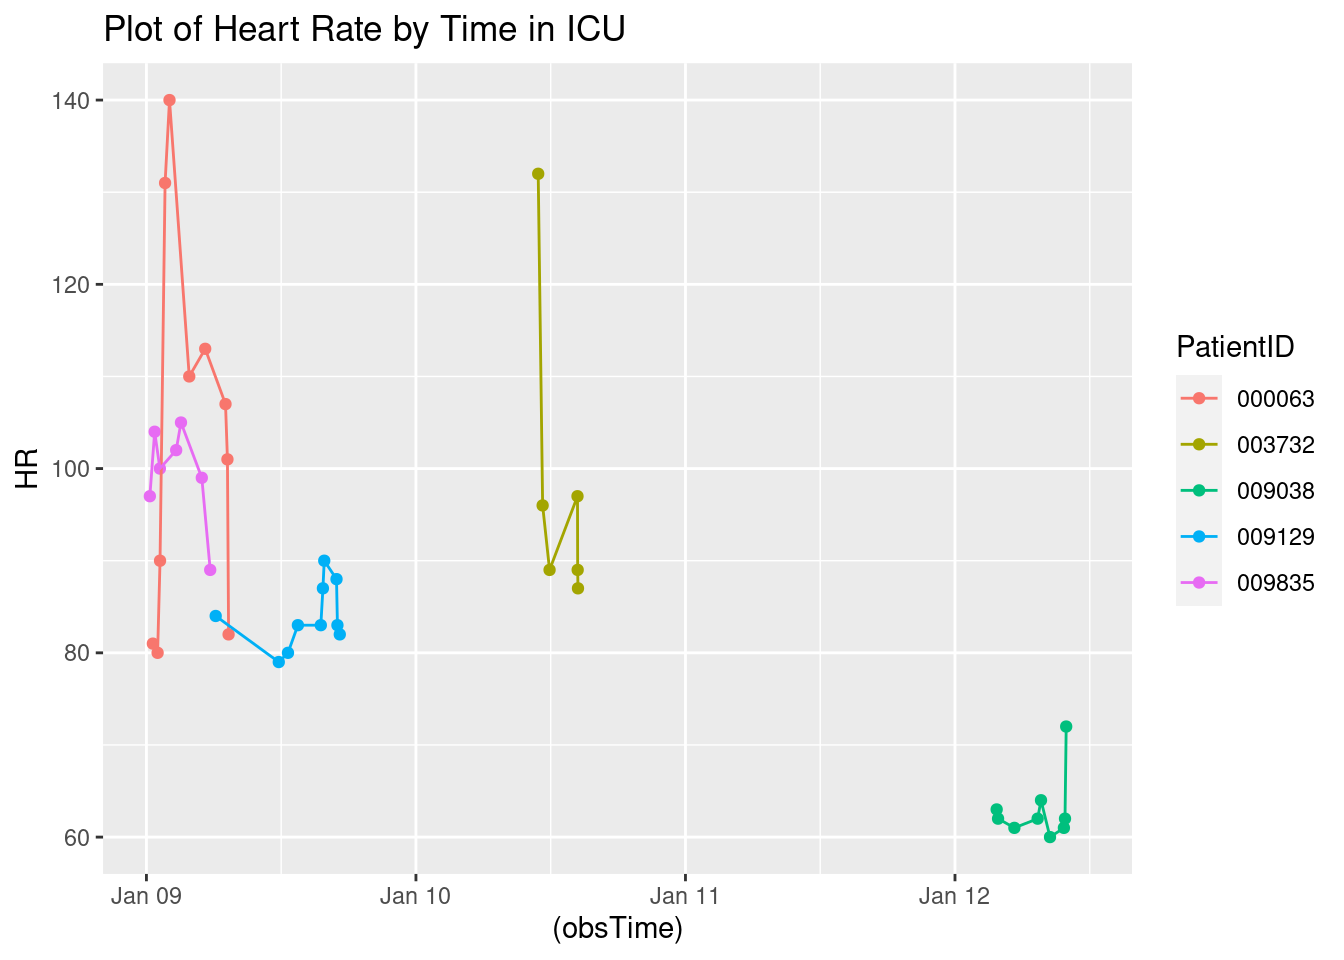 Plot of Heart Rate by Time in ICU
140
120
100
80
60
HR
Jan 09
Jan 10
Jan 11
Jan 12
(obsTime)
PatientID
000063
003732
009038
009129
009835